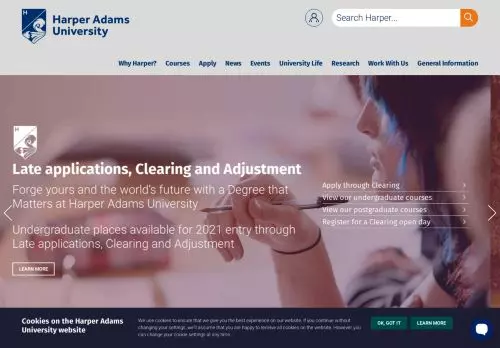 H
Harper Adams
University
Search Harper...
Why Harper?
Courses
Apply
News
Events
University Life
Research
Work With Us
General Information
Late applications, Clearing and Adjustment
Forge yours and the world's future with a Degree that
Matters at Harper Adams University
Undergraduate places available for 2021 entry through
Late applications, Clearing and Adjustment
LEARN MORE
Apply through Clearing
View our undergraduate courses
View our postgraduate courses
Register for a Clearing open day
Cookies on the Harper Adams
University website
We use cookies to ensure that we give you the best experience on our website. If you continue without
changing your settings, we'll assume that you are happy to receive all cookies on the website. However, you
can change your cookie settings at any time.
OK, GOT IT
LEARN MORE